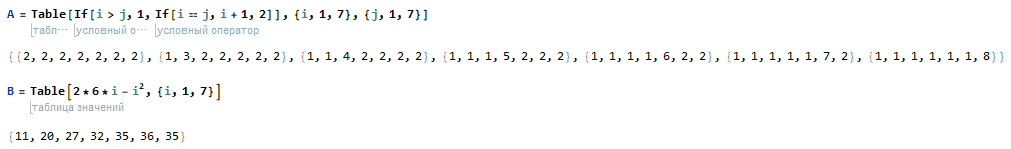 A = Table[If[i > j, 1, If[i == j, i + 1, 2]], {i, 1, 7}, {j, 1, 7}]
табл⋯ условный о⋯ условный оператор
{{2, 2, 2, 2, 2, 2, 2}, {1, 3, 2, 2, 2, 2, 2}, {1, 1, 4, 2, 2, 2, 2}, {1, 1, 1, 5, 2, 2, 2}, {1, 1, 1, 1, 6, 2, 2}, {1, 1, 1, 1, 1, 7, 2}, {1, 1, 1, 1, 1, 1, 8}}
B = Table[2*6*i - i², {i, 1, 7}]
таблица значений
{11, 20, 27, 32, 35, 36, 35}